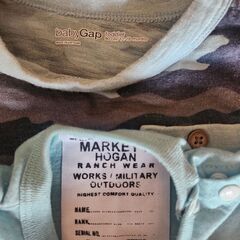 babyGap
MARKET
HOGAN
RANCH WEAR
WORKS / MILITARY
OUTDOORS
HIGHEST COMFORT QUALITY
NAME.
RANK.
SERIAL NO.